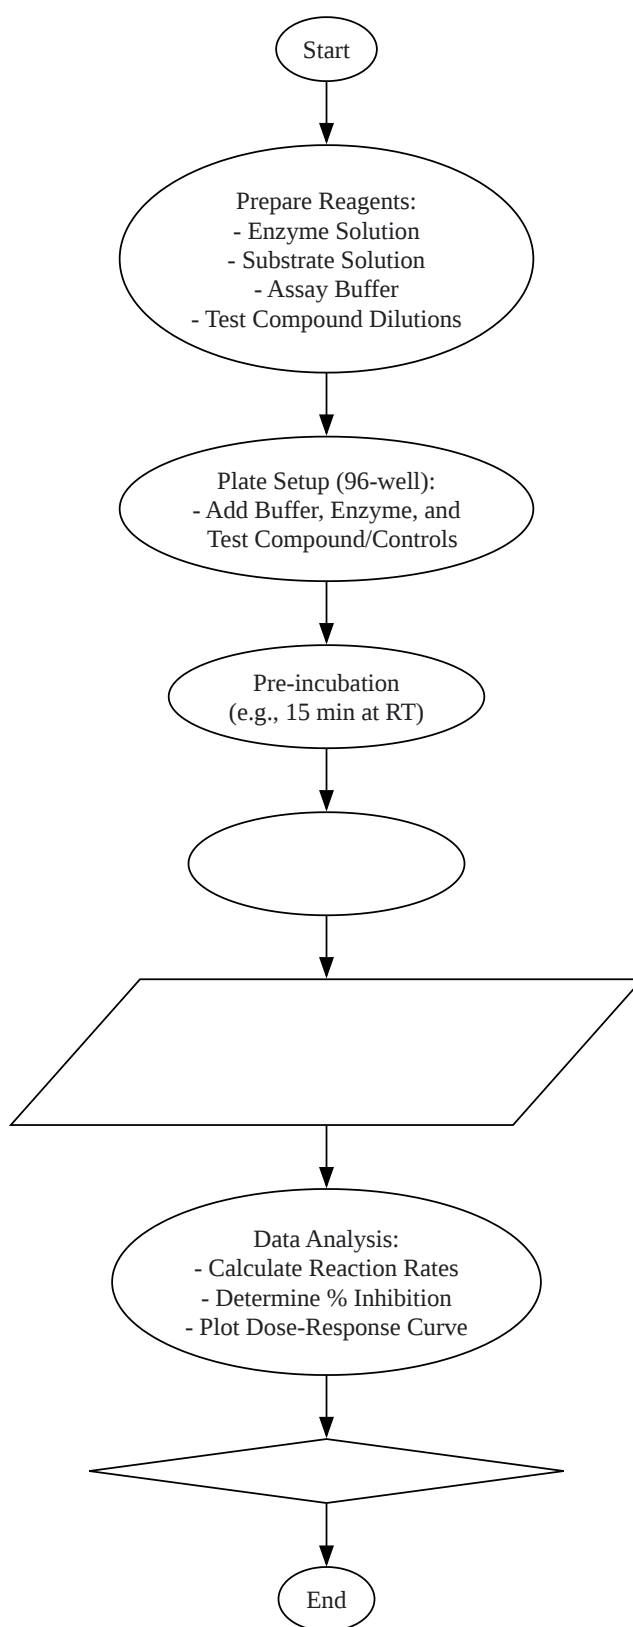 Start
Prepare Reagents:
- Enzyme Solution
- Substrate Solution
- Assay Buffer
- Test Compound Dilutions
Plate Setup (96-well):
- Add Buffer, Enzyme, and
Test Compound/Controls
Pre-incubation
(e.g., 15 min at RT)
Data Analysis:
- Calculate Reaction Rates
- Determine % Inhibition
- Plot Dose-Response Curve
End